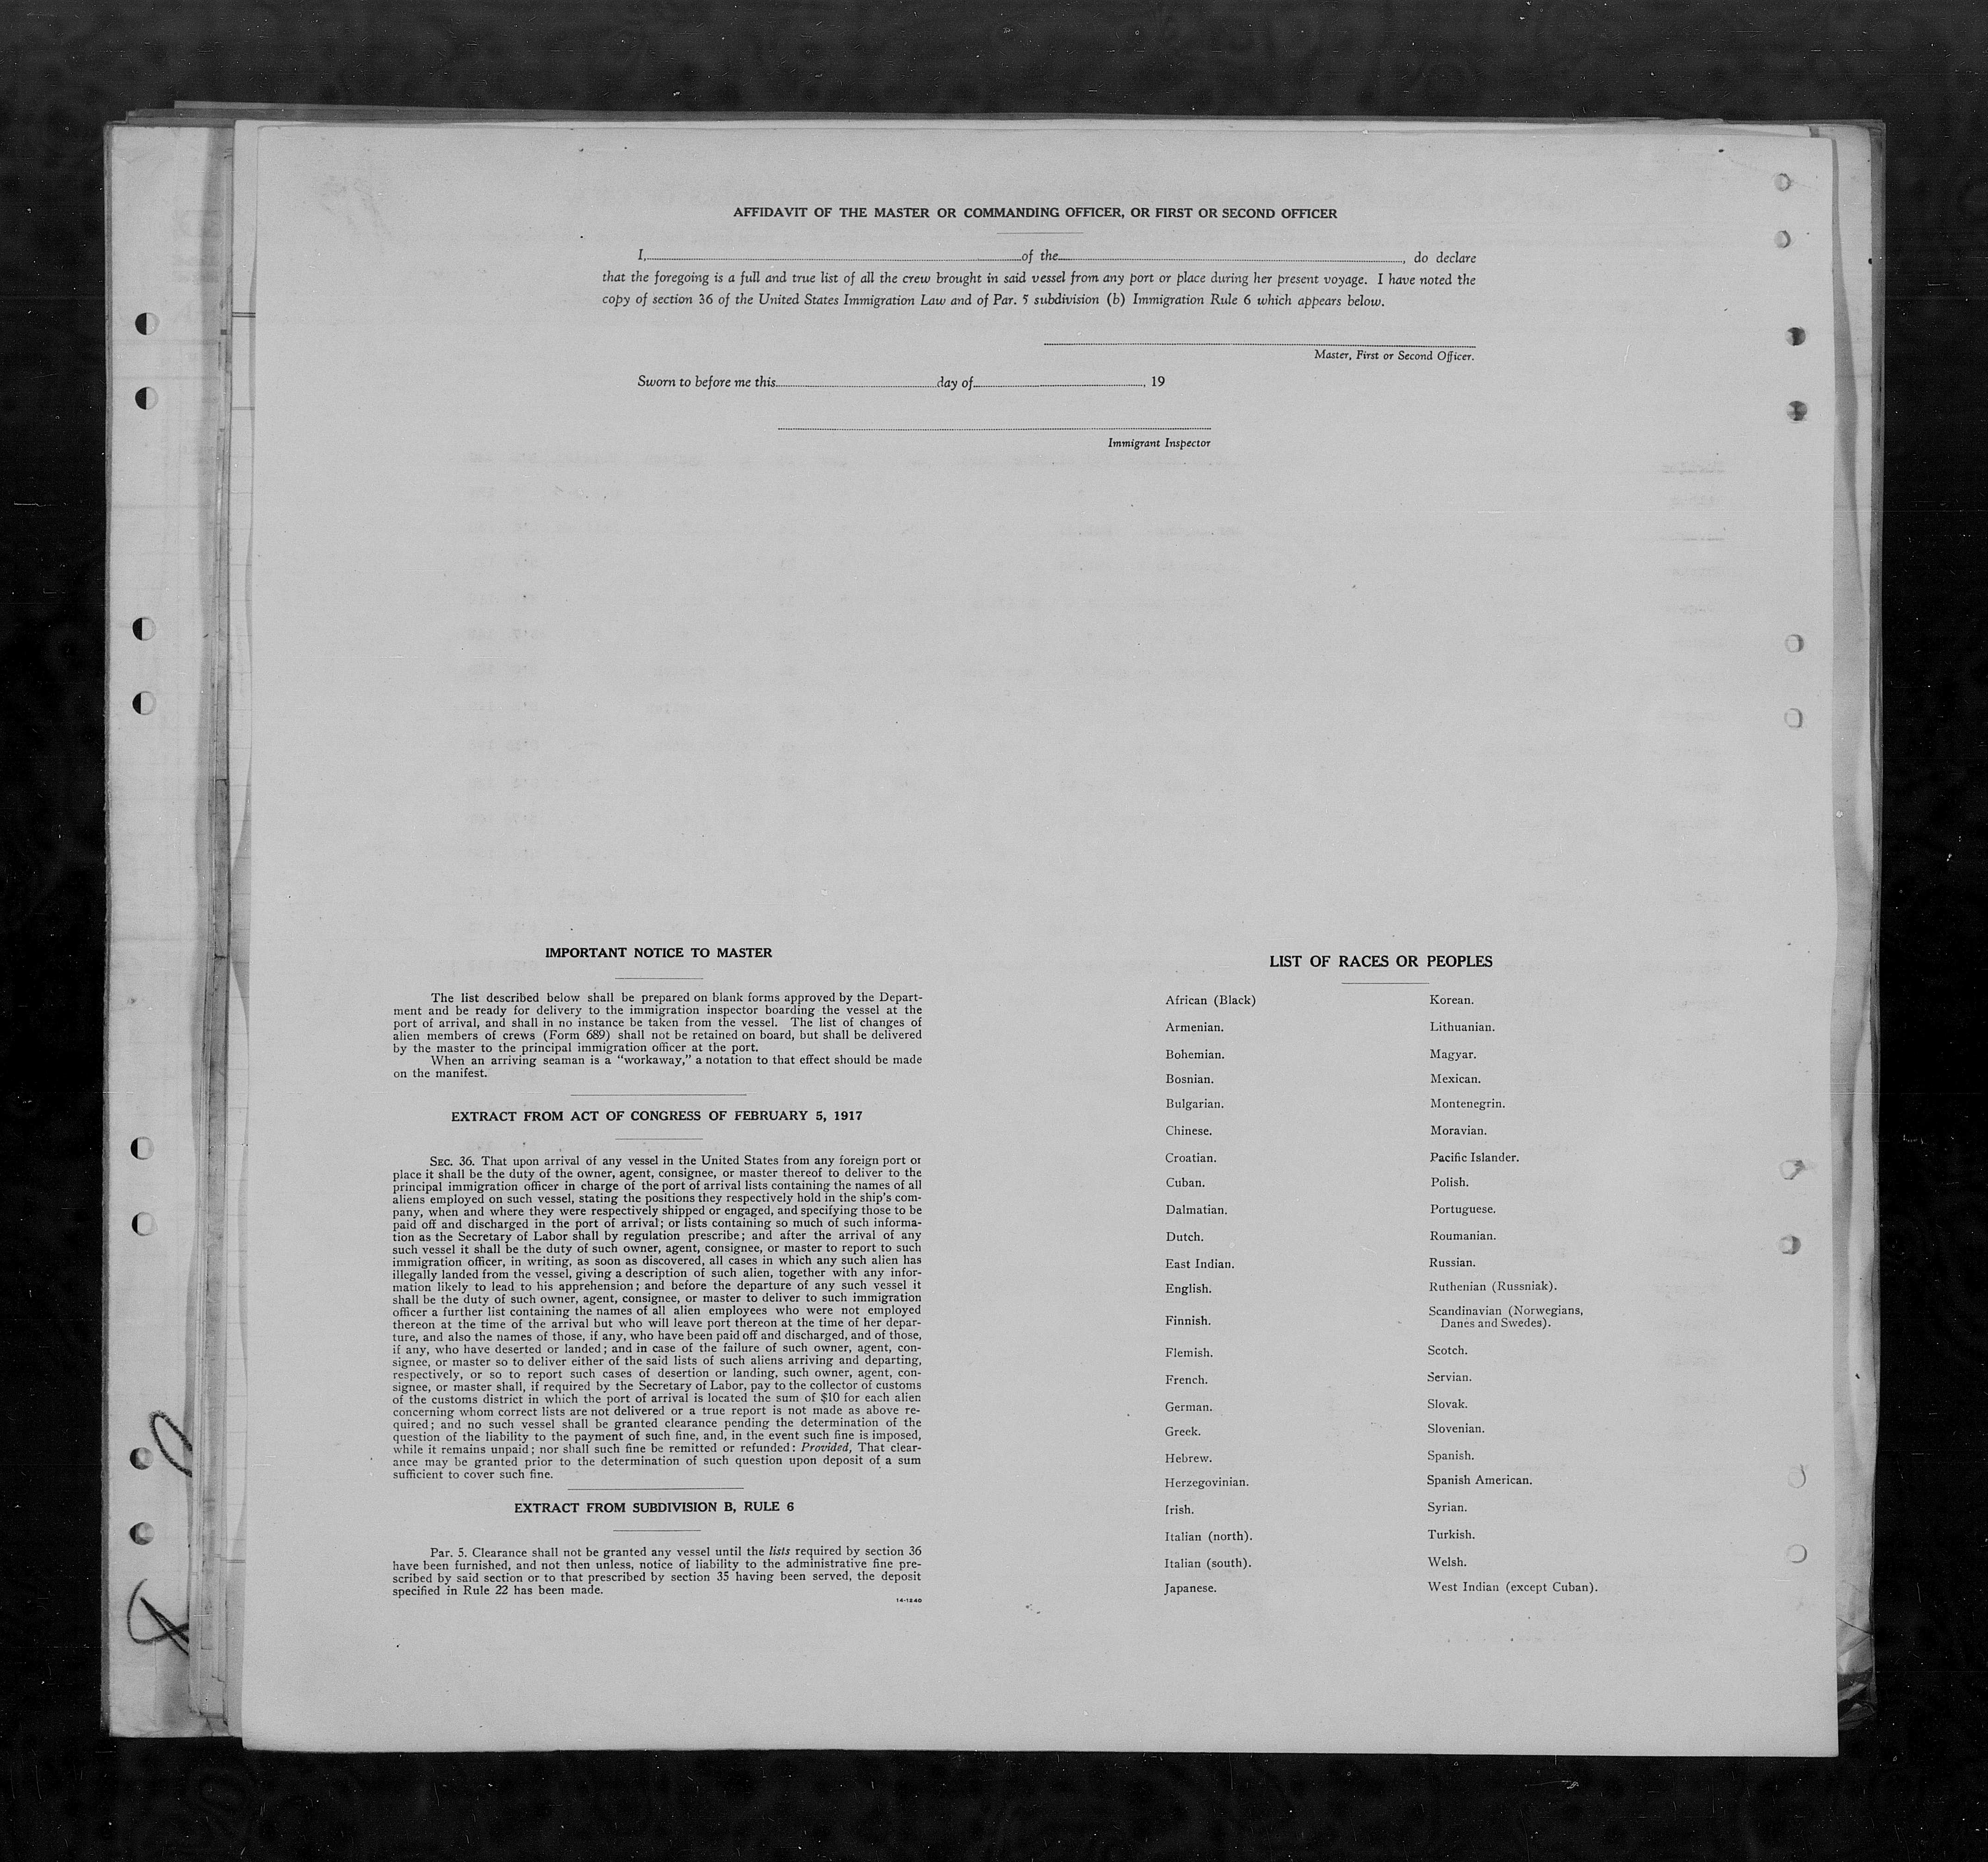 AFFIDAVIT OF THE MASTER OR COMMANDING OFFICER, OR FIRST OR SECOND OFFICER
I, of the , do declare
that the foregoing is a full and true list of all the crew brought in said vessel from any port or place during her present voyage. I have noted the
copy of section 36 of the United States Immigration Law and of Par. 5 subdivision (b) Immigration Rule 6 which appears below.
Master, First or Second Officer.
Sworn to before me this day of , 19
Immigrant Inspector
IMPORTANT NOTICE TO MASTER
The list described below shall be prepared on blank forms approved by the Depart-
ment and be ready for delivery to the immigration inspector boarding the vessel at the
port of arrival, and shall in no instance be taken from the vessel. The list of changes of
alien members of crews (Form 689) shall not be retained on board, but shall be delivered
by the master to the principal immigration officer at the port.
When an arriving seaman is a "workaway," a notation to that effect should be made
on the manifest.
EXTRACT FROM ACT OF CONGRESS OF FEBRUARY 5, 1917
SEC. 36. That upon arrival of any vessel in the United States from any foreign port or
place it shall be the duty of the owner, agent, consignee, or master thereof to deliver to the
principal immigration officer in charge of the port of arrival lists containing the names of all
aliens employed on such vessel, stating the positions they respectively hold in the ship's com-
pany, when and where they were respectively shipped or engaged, and specifying those to be
paid off and discharged in the port of arrival; or lists containing so much of such informa-
tion as the Secretary of Labor shall by regulation prescribe; and after the arrival of any
such vessel it shall be the duty of such owner, agent, consignee, or master to report to such
immigration officer, in writing, as soon as discovered, all cases in which any such alien has
illegally landed from the vessel, giving a description of such alien, together with any infor-
mation likely to lead to his apprehension; and before the departure of any such vessel it
shall be the duty of such owner, agent, consignee, or master to deliver to such immigration
officer a further list containing the names of all alien employees who were not employed
thereon at the time of the arrival but who will leave port thereon at the time of her depar-
ture, and also the names of those, if any, who have been paid off and discharged, and of those,
if any, who have deserted or landed; and in case of the failure of such owner, agent, con-
signee, or master so to deliver either of the said lists of such aliens arriving and departing,
respectively, or so to report such cases of desertion or landing, such owner, agent, con-
signee, or master shall, if required by the Secretary of Labor, pay to the collector of customs
of the customs district in which the port of arrival is located the sum of $10 for each alien
concerning whom correct lists are not delivered or a true report is not made as above re-
quired; and no such vessel shall be granted clearance pending the determination of the
question of the liability to the payment of such fine, and, in the event such fine is imposed,
while it remains unpaid; nor shall such fine be remitted or refunded: Provided, That clear-
ance may be granted prior to the determination of such question upon deposit of a sum
sufficient to cover such fine.
EXTRACT FROM SUBDIVISION B, RULE 6
Par. 5. Clearance shall not be granted any vessel until the lists required by section 36
have been furnished, and not then unless, notice of liability to the administrative fine pre-
scribed by said section or to that prescribed by section 35 having been served, the deposit
specified in Rule 22 has been made.
14-1240
LIST OF RACES OR PEOPLES
African (Black)
Armenian.
Bohemian.
Bosnian.
Bulgarian.
Chinese.
Croatian.
Cuban.
Dalmatian.
Dutch.
East Indian.
English.
Finnish.
Flemish.
French.
German.
Greek.
Hebrew.
Herzegovinian.
Irish.
Italian (north).
Italian (south).
Japanese.
Korean.
Lithuanian.
Magyar.
Mexican.
Montenegrin.
Moravian.
Pacific Islander.
Polish.
Portuguese.
Roumanian.
Russian.
Ruthenian (Russniak).
Scandinavian (Norwegians,
Danes and Swedes).
Scotch.
Servian.
Slovak.
Slovenian.
Spanish.
Spanish American.
Syrian.
Turkish.
Welsh.
West Indian (except Cuban).